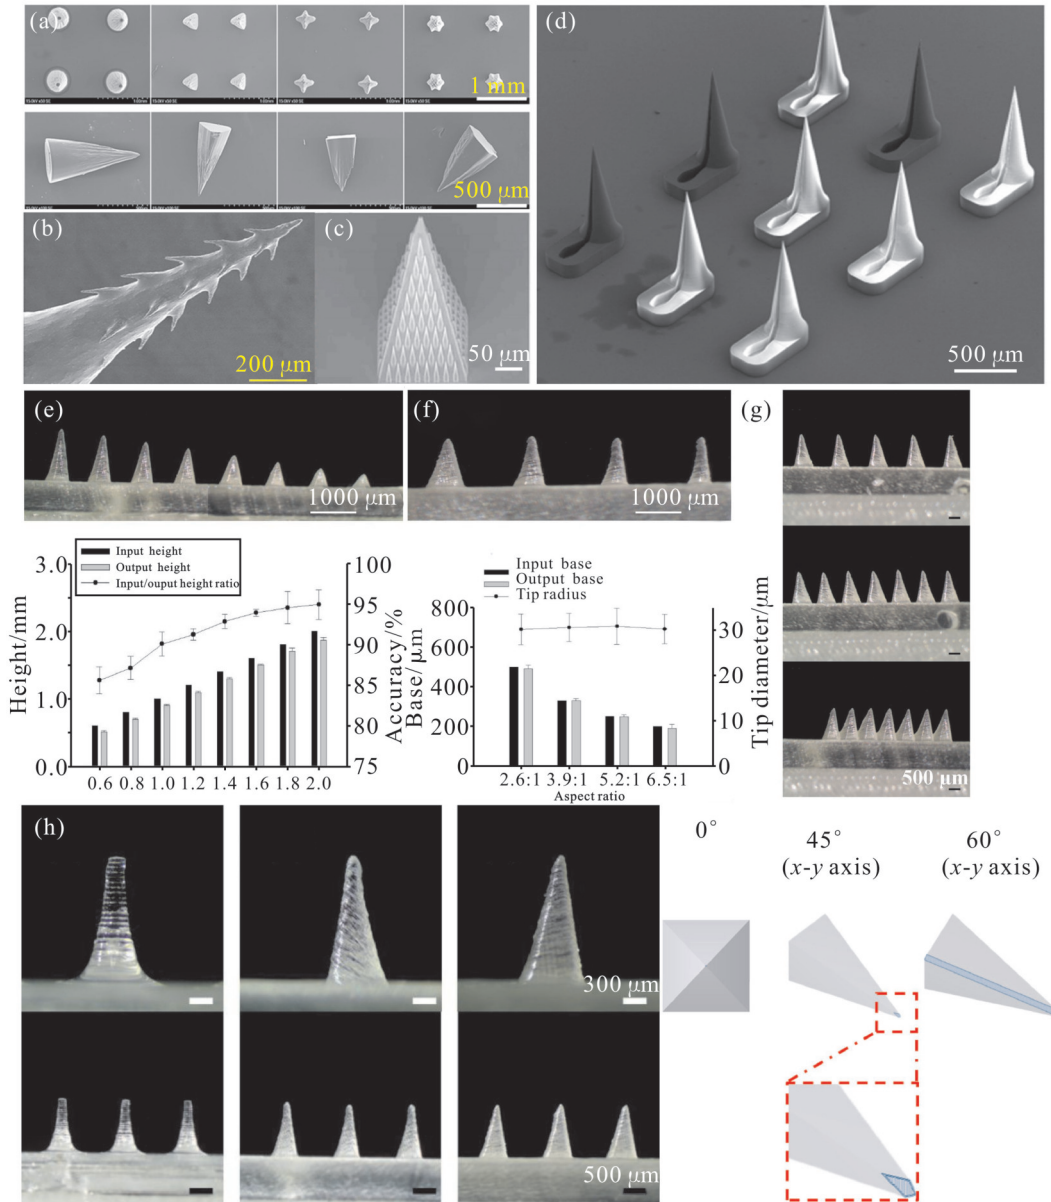 (a)
1 mm
500 μm
(b)
200 μm
(c)
50 μm
(d)
500 μm
(e)
1000 μm
(f)
1000 μm
(g)
500 μm
Input height
Output height
Input/ouput height ratio
Height/mm
3.0
2.0
1.0
0.0
0.6 0.8 1.0 1.2 1.4 1.6 1.8 2.0
100
95
90
85
80
75
Accuracy/%
Input base
Output base
Tip radius
Base/μm
800
600
400
200
0
2.6:1 3.9:1 5.2:1 6.5:1
Aspect ratio
30
20
10
0
Tip diameter/μm
(h)
300 μm
500 μm
0°
45°
(x-y axis)
60°
(x-y axis)